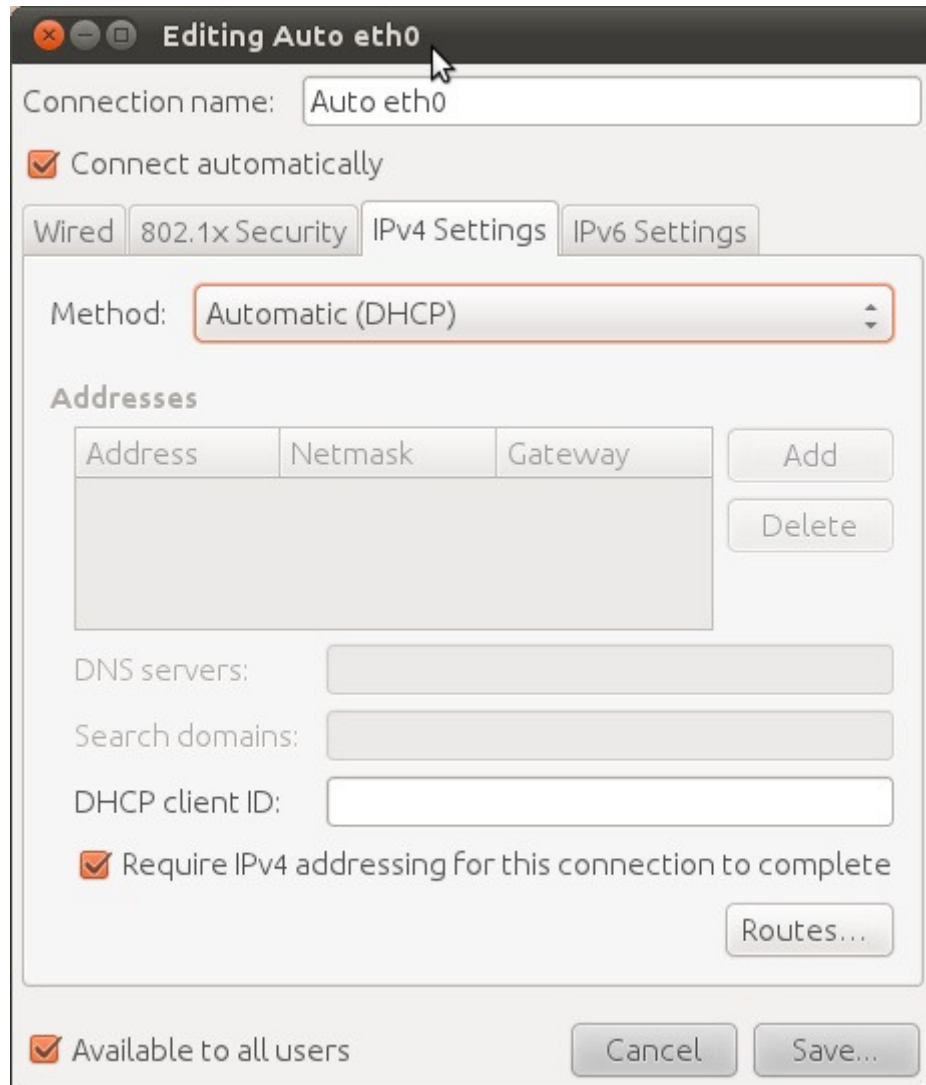 Editing Auto eth0
Connection name: Auto eth0
Connect automatically
Wired 802.1x Security IPv4 Settings IPv6 Settings
Method: Automatic (DHCP)
Addresses
Address Netmask Gateway Add
Delete
DNS servers:
Search domains:
DHCP client ID:
Require IPv4 addressing for this connection to complete
Routes...
Available to all users Cancel Save...